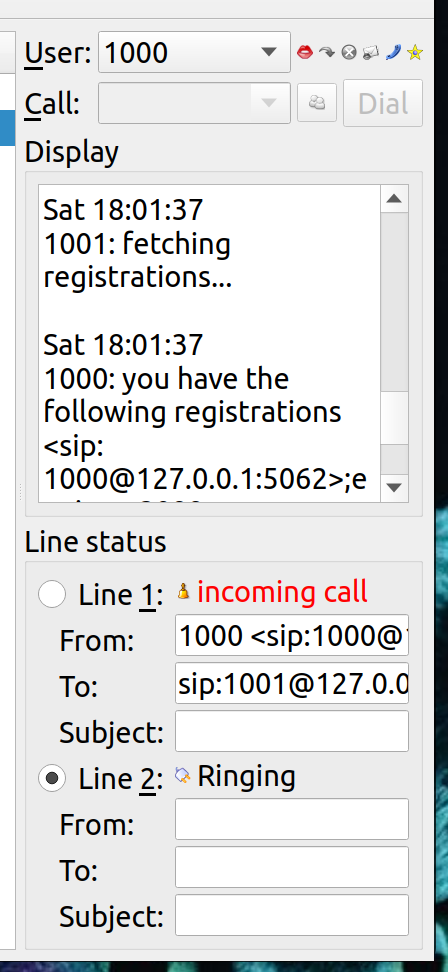 User: 1000
Call:
Dial
Display
Sat 18:01:37
1001: fetching
registrations...
Sat 18:01:37
1000: you have the
following registrations
<sip:
1000@127.0.0.1:5062>;e
Line status
Line 1: incoming call
From: 1000 <sip:1000@
To: sip:1001@127.0.0
Subject:
Line 2: Ringing
From:
To:
Subject: